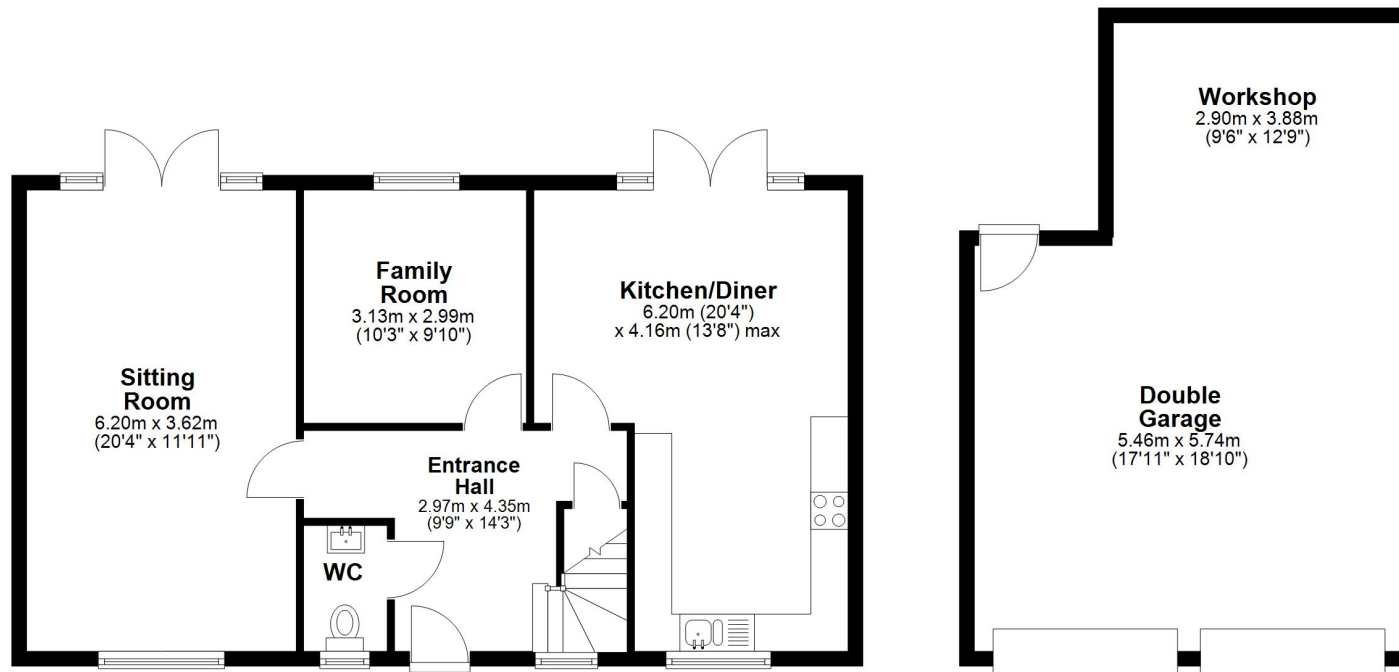 Sitting
Room
6.20m x 3.62m
(20'4" x 11'11")
Family
Room
3.13m x 2.99m
(10'3" x 9'10")
Kitchen/Diner
6.20m (20'4")
x 4.16m (13'8") max
Entrance
Hall
2.97m x 4.35m
(9'9" x 14'3")
WC
Workshop
2.90m x 3.88m
(9'6" x 12'9")
Double
Garage
5.46m x 5.74m
(17'11" x 18'10")